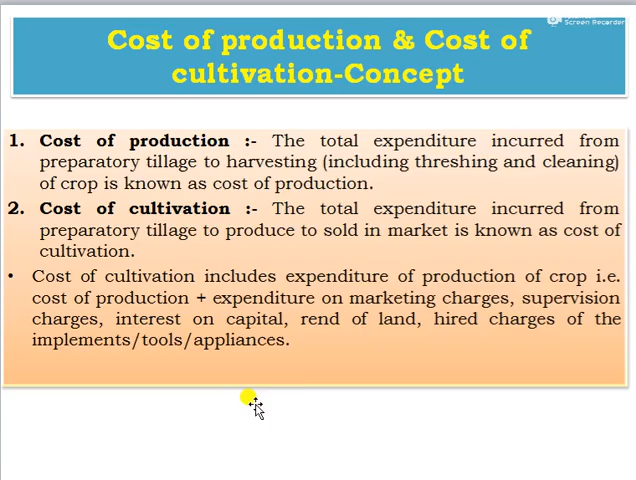 Screen Recorder
Cost of production & Cost of
cultivation-Concept
1. Cost of production :- The total expenditure incurred from
preparatory tillage to harvesting (including threshing and cleaning)
of crop is known as cost of production.
2. Cost of cultivation :- The total expenditure incurred from
preparatory tillage to produce to sold in market is known as cost of
cultivation.
• Cost of cultivation includes expenditure of production of crop i.e.
cost of production + expenditure on marketing charges, supervision
charges, interest on capital, rend of land, hired charges of the
implements/tools/appliances.